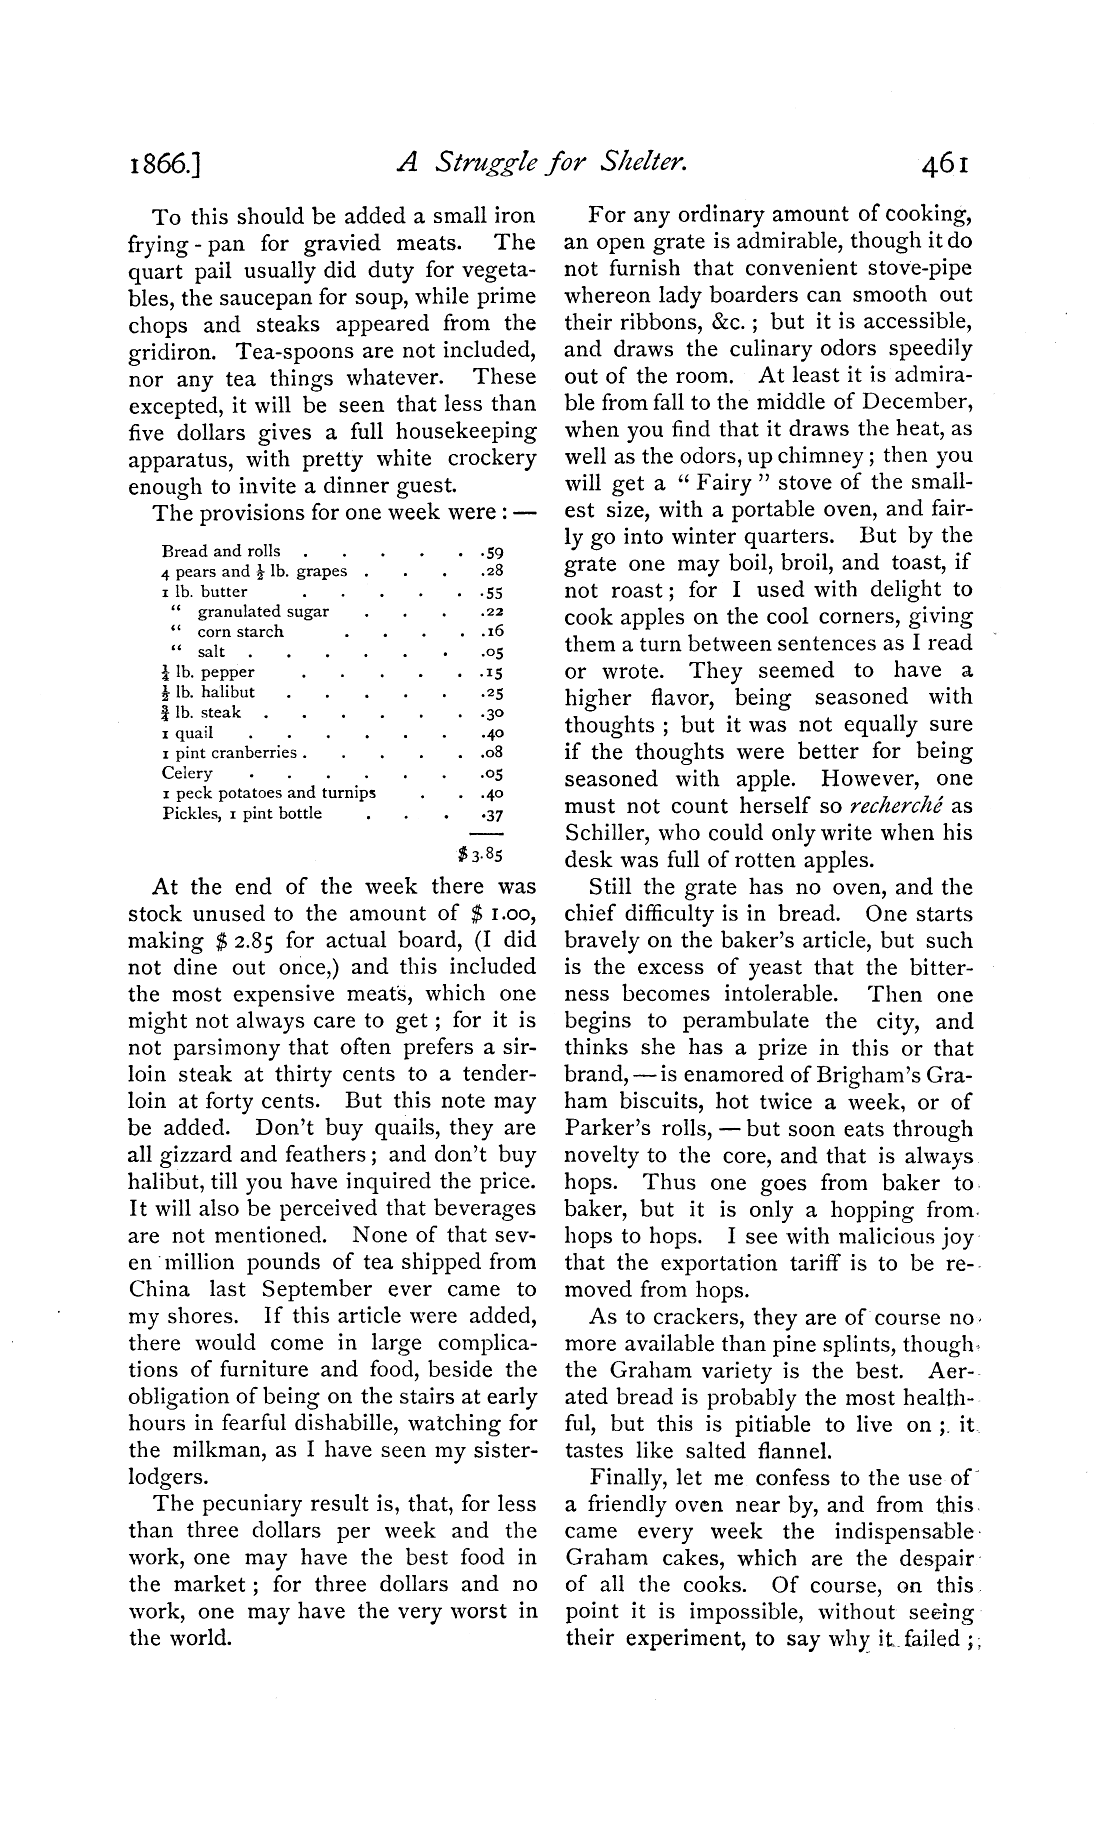 1866.] A Struggle for Shelter. 461
To this should be added a small iron
frying-pan for gravied meats. The
quart pail usually did duty for vegeta-
bles, the saucepan for soup, while prime
chops and steaks appeared from the
gridiron. Tea-spoons are not included,
nor any tea things whatever. These
excepted, it will be seen that less than
five dollars gives a full housekeeping
apparatus, with pretty white crockery
enough to invite a dinner guest.
The provisions for one week were : —
Bread and rolls . . . . . .59
4 pears and ½ lb. grapes . . . .28
1 lb. butter . . . . . .55
“ granulated sugar . . . .22
“ corn starch . . . . .16
“ salt . . . . . . .05
¼ lb. pepper . . . . . .15
½ lb. halibut . . . . . .25
¾ lb. steak . . . . . . .30
1 quail . . . . . . .40
1 pint cranberries . . . . . .08
Celery . . . . . . .05
1 peck potatoes and turnips . . .40
Pickles, 1 pint bottle . . . .37
$3.85
At the end of the week there was
stock unused to the amount of $ 1.00,
making $ 2.85 for actual board, (I did
not dine out once,) and this included
the most expensive meats, which one
might not always care to get ; for it is
not parsimony that often prefers a sir-
loin steak at thirty cents to a tender-
loin at forty cents. But this note may
be added. Don't buy quails, they are
all gizzard and feathers ; and don't buy
halibut, till you have inquired the price.
It will also be perceived that beverages
are not mentioned. None of that sev-
en million pounds of tea shipped from
China last September ever came to
my shores. If this article were added,
there would come in large complica-
tions of furniture and food, beside the
obligation of being on the stairs at early
hours in fearful dishabille, watching for
the milkman, as I have seen my sister-
lodgers.
The pecuniary result is, that, for less
than three dollars per week and the
work, one may have the best food in
the market ; for three dollars and no
work, one may have the very worst in
the world.
For any ordinary amount of cooking,
an open grate is admirable, though it do
not furnish that convenient stove-pipe
whereon lady boarders can smooth out
their ribbons, &c. ; but it is accessible,
and draws the culinary odors speedily
out of the room. At least it is admira-
ble from fall to the middle of December,
when you find that it draws the heat, as
well as the odors, up chimney ; then you
will get a “ Fairy ” stove of the small-
est size, with a portable oven, and fair-
ly go into winter quarters. But by the
grate one may boil, broil, and toast, if
not roast ; for I used with delight to
cook apples on the cool corners, giving
them a turn between sentences as I read
or wrote. They seemed to have a
higher flavor, being seasoned with
thoughts ; but it was not equally sure
if the thoughts were better for being
seasoned with apple. However, one
must not count herself so recherché as
Schiller, who could only write when his
desk was full of rotten apples.
Still the grate has no oven, and the
chief difficulty is in bread. One starts
bravely on the baker's article, but such
is the excess of yeast that the bitter-
ness becomes intolerable. Then one
begins to perambulate the city, and
thinks she has a prize in this or that
brand, — is enamored of Brigham's Gra-
ham biscuits, hot twice a week, or of
Parker's rolls, — but soon eats through
novelty to the core, and that is always
hops. Thus one goes from baker to
baker, but it is only a hopping from
hops to hops. I see with malicious joy
that the exportation tariff is to be re-
moved from hops.
As to crackers, they are of course no
more available than pine splints, though
the Graham variety is the best. Aer-
ated bread is probably the most health-
ful, but this is pitiable to live on ; it
tastes like salted flannel.
Finally, let me confess to the use of
a friendly oven near by, and from this
came every week the indispensable
Graham cakes, which are the despair
of all the cooks. Of course, on this
point it is impossible, without seeing
their experiment, to say why it failed ;